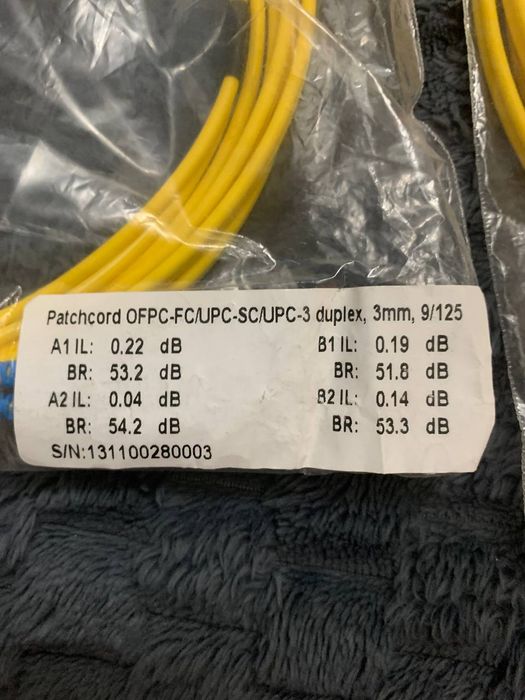 Patchcord OFPC-FC/UPC-SC/UPC-3 duplex, 3mm, 9/125
A1 IL: 0.22 dB B1 IL: 0.19 dB
BR: 53.2 dB BR: 51.8 dB
A2 IL: 0.04 dB B2 IL: 0.14 dB
BR: 54.2 dB BR: 53.3 dB
S/N:131100280003